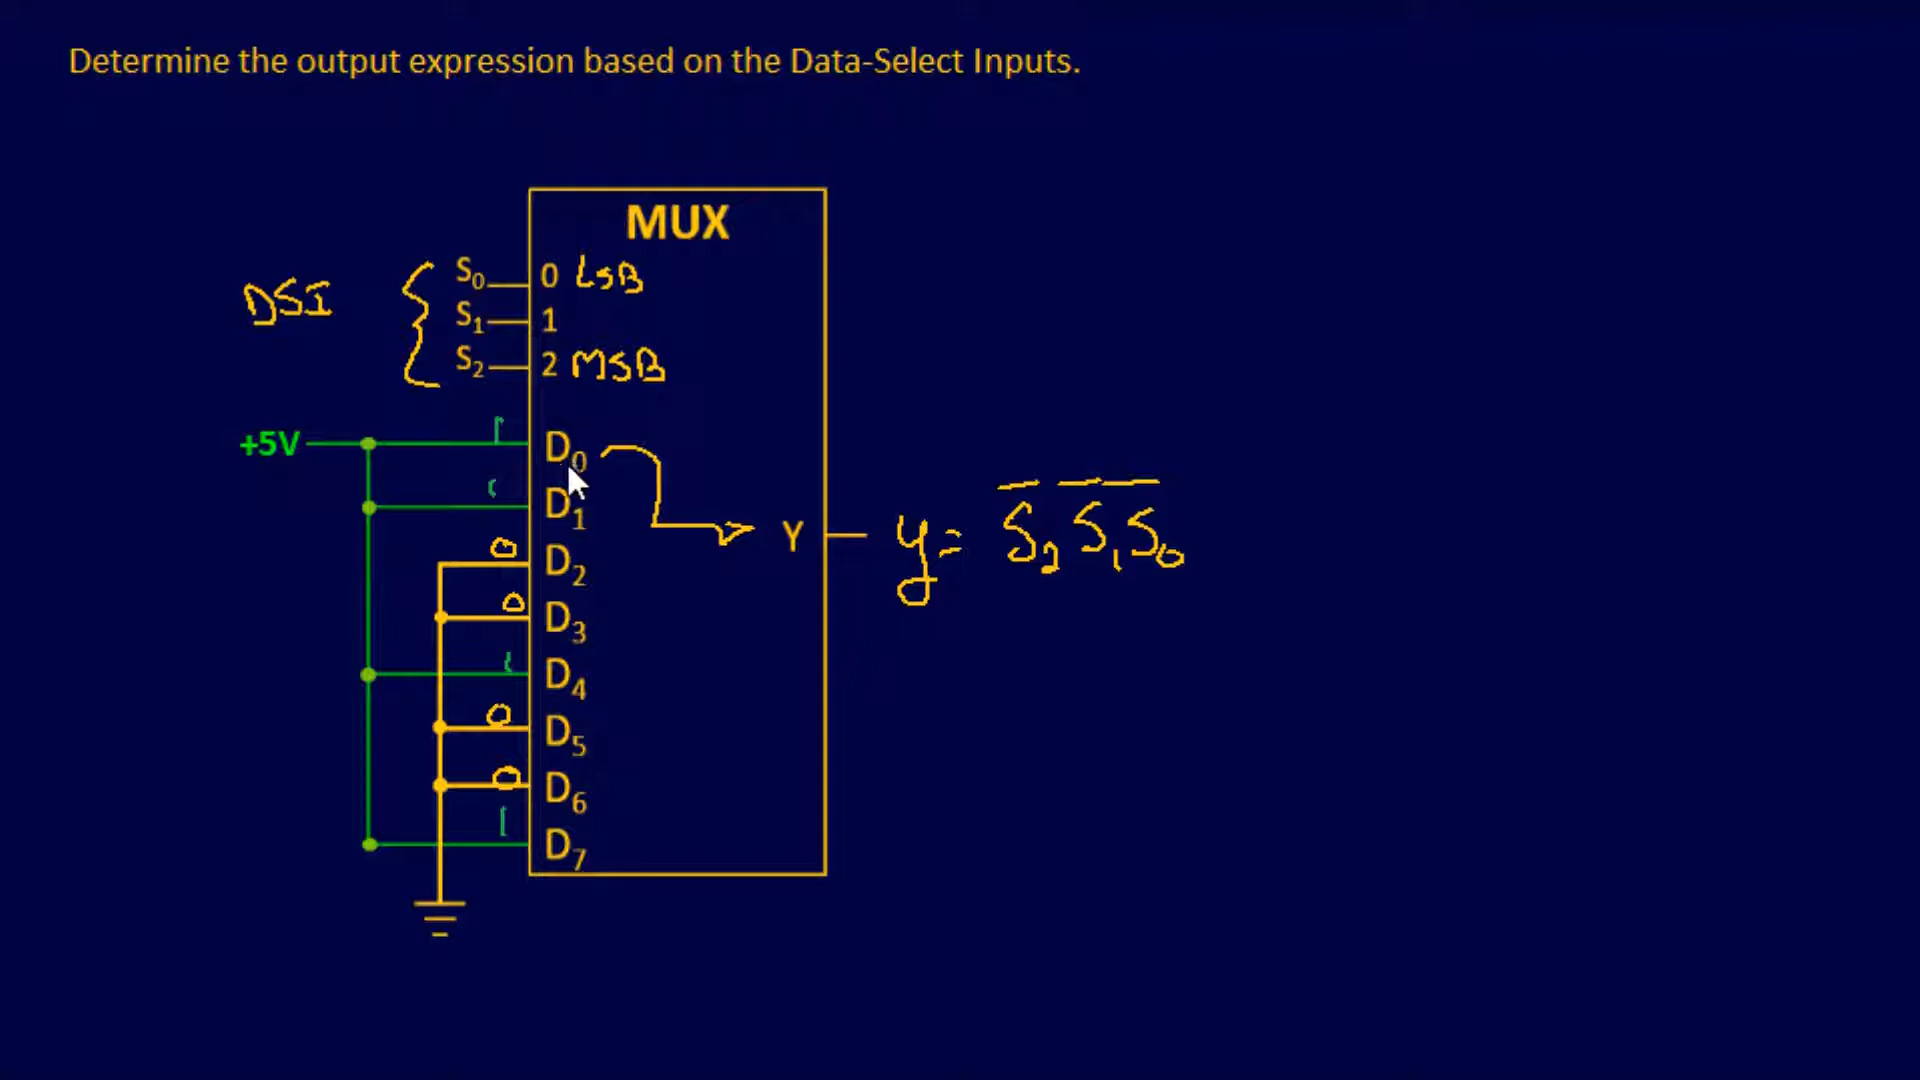 Determine the output expression based on the Data-Select Inputs.
MUX
DSI
S0 0 LSB
S1 1
S2 2 MSB
+5V 1 D0
1 D1
0 D2
Y y = S̅2 S̅1 S̅0
0 D3
1 D4
0 D5
0 D6
1 D7